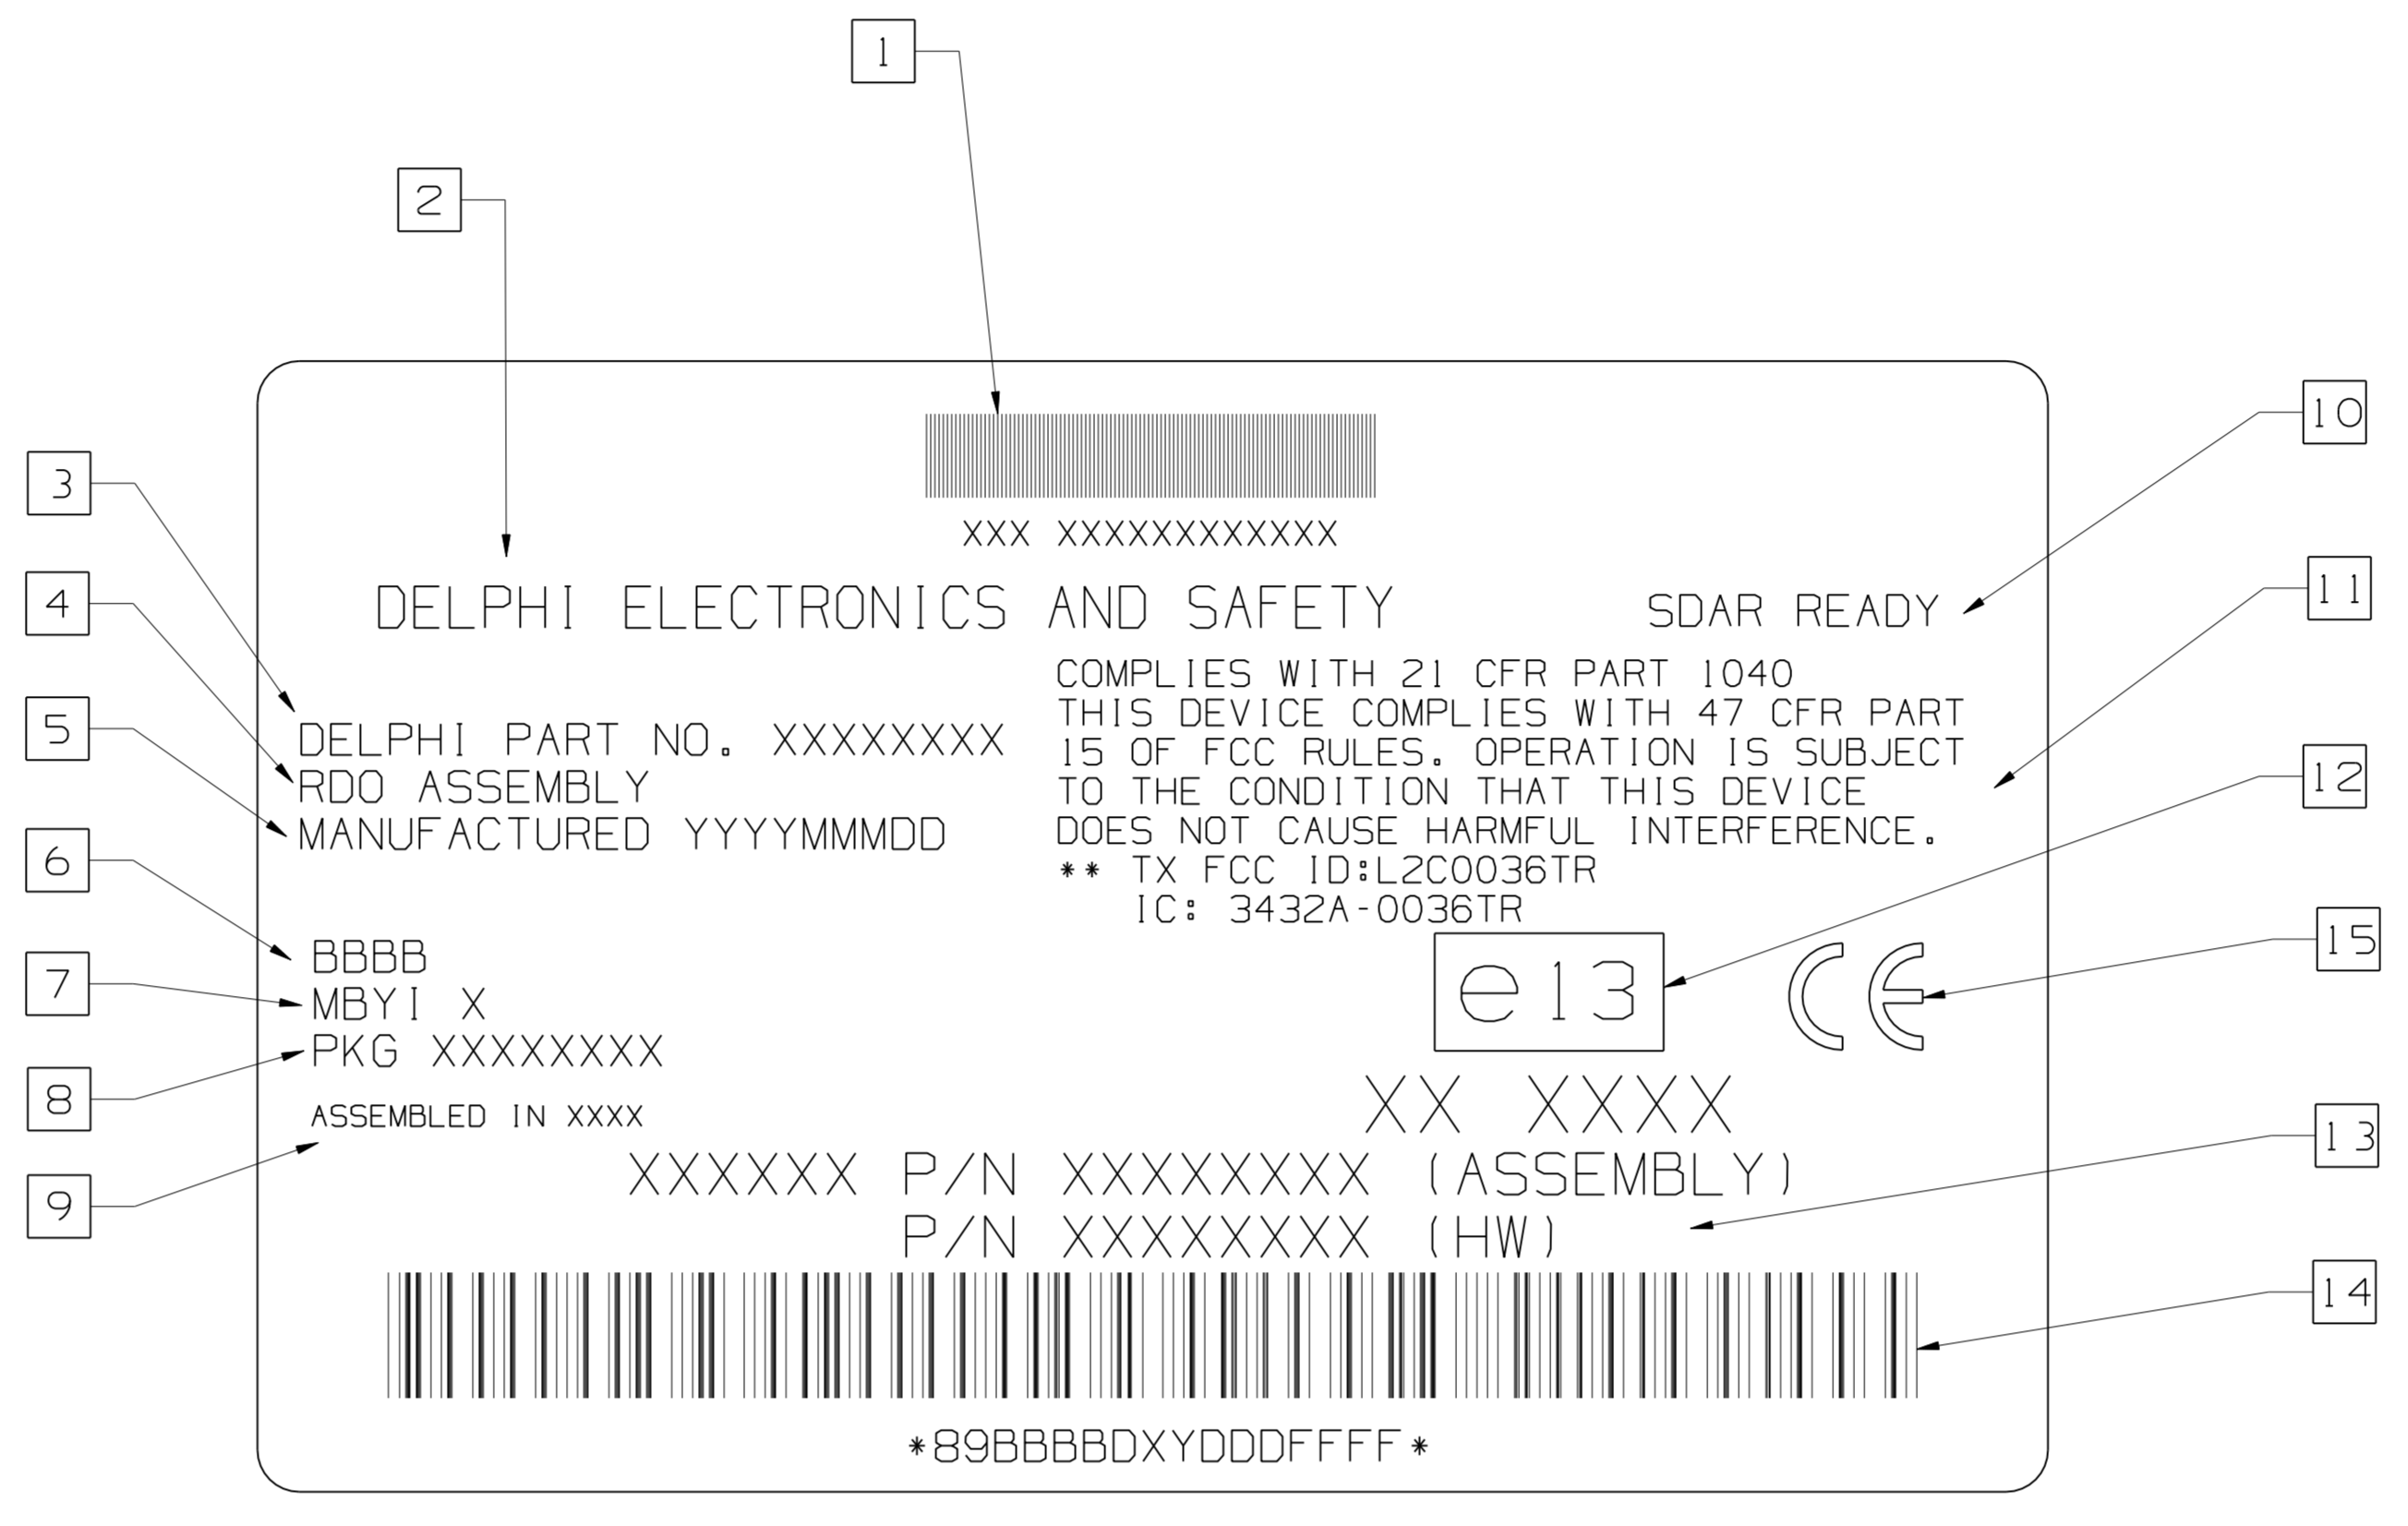 1
2
XXX XXXXXXXXXXXX
10
3
DELPHI ELECTRONICS AND SAFETY
SDAR READY
4
11
COMPLIES WITH 21 CFR PART 1040
THIS DEVICE COMPLIES WITH 47 CFR PART
15 OF FCC RULES. OPERATION IS SUBJECT
TO THE CONDITION THAT THIS DEVICE
DOES NOT CAUSE HARMFUL INTERFERENCE.
** TX FCC ID:L2C0036TR
IC: 3432A-0036TR
5
DELPHI PART NO. XXXXXXXX
RDO ASSEMBLY
MANUFACTURED YYYYMMMDD
12
6
BBBB
MBYI X
PKG XXXXXXXX
7
e13
CE
15
8
ASSEMBLED IN XXXX
XX XXXX
13
9
XXXXXX P/N XXXXXXXX (ASSEMBLY)
P/N XXXXXXXX (HW)
14
*89BBBBDXYDDDFFFF*